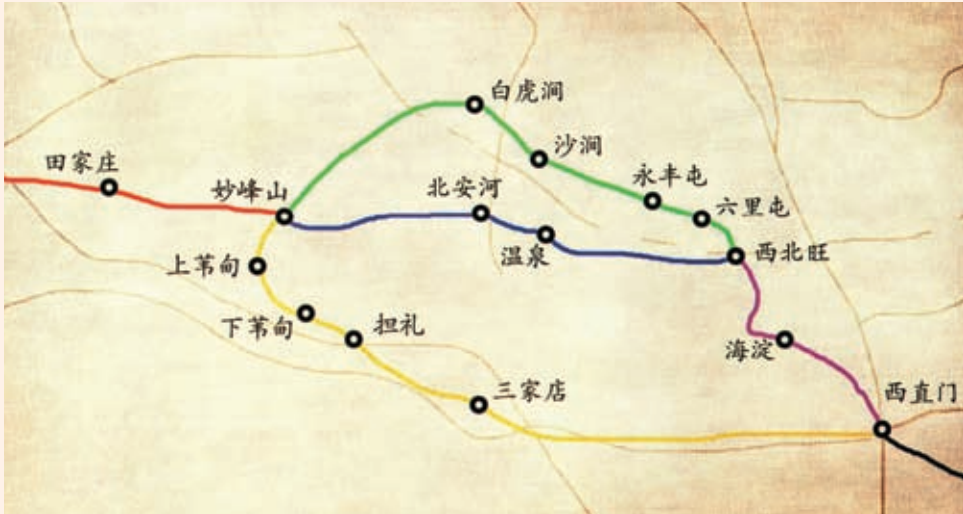 白虎涧
沙涧
田家庄
永丰屯
妙峰山
北安河
六里屯
温泉
西北旺
上苇甸
下苇甸
担礼
海淀
三家店
西直门